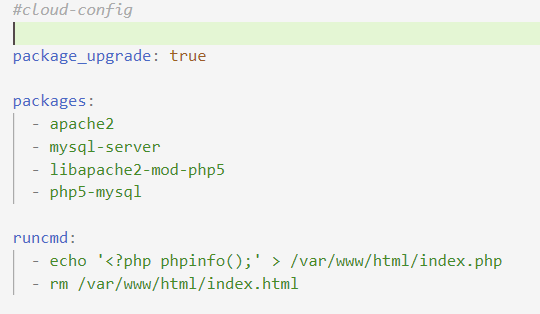 #cloud-config
package_upgrade: true
packages:
- apache2
- mysql-server
- libapache2-mod-php5
- php5-mysql
runcmd:
- echo '<?php phpinfo();' > /var/www/html/index.php
- rm /var/www/html/index.html